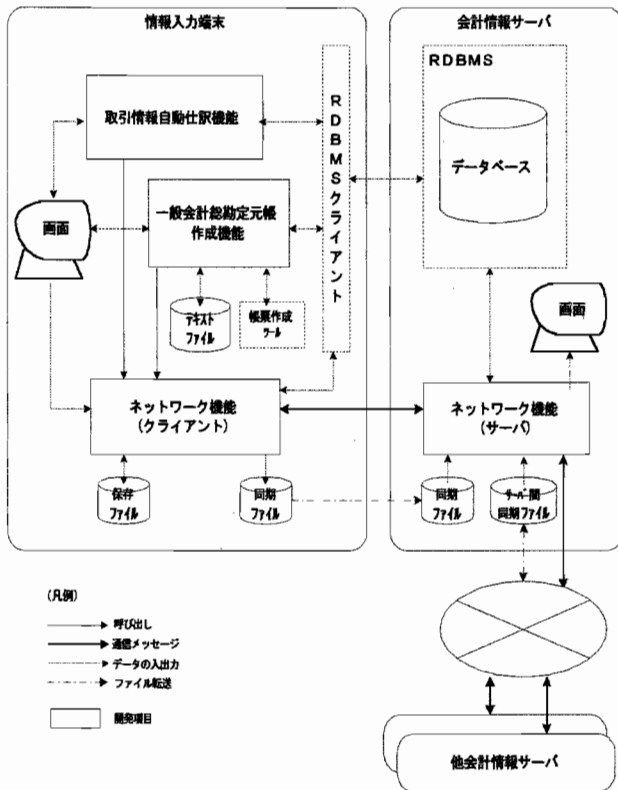 情報入力端末
会計情報サーバ
RDBMS
取引情報自動仕訳機能
RDBMSクライアント
データベース
一般会計総勘定元帳
作成機能
画面
テキスト
ファイル
帳票作成
ツール
画面
ネットワーク機能
(クライアント)
ネットワーク機能
(サーバ)
保存
ファイル
同期
ファイル
同期
ファイル
サーバ間
同期ファイル
(凡例)
呼び出し
通信メッセージ
データの入出力
ファイル転送
開発項目
他会計情報サーバ